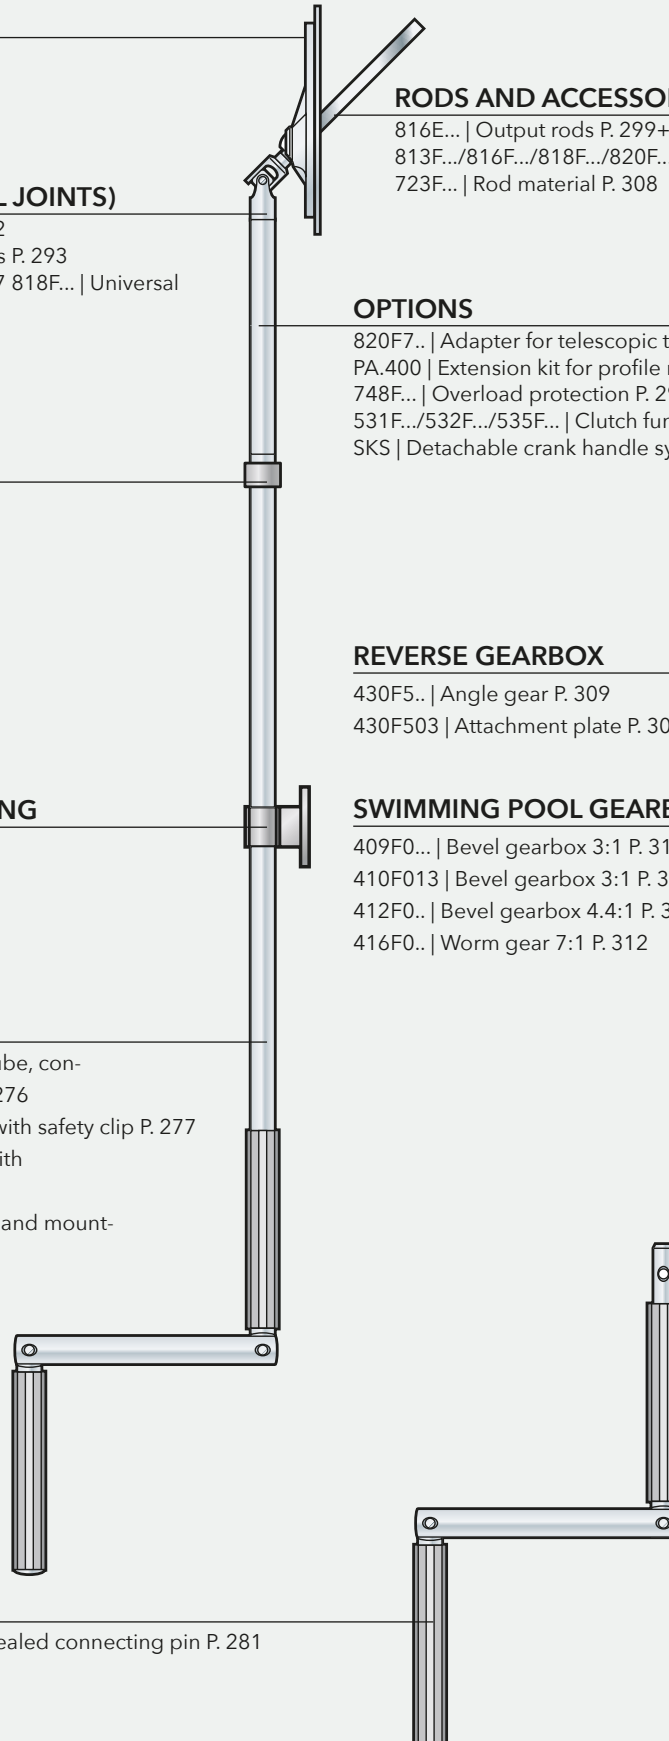 RODS AND ACCESSO
816E... | Output rods P. 299+
813F.../816F.../818F.../820F...
723F... | Rod material P. 308
L JOINTS)
2
s P. 293
7 818F... | Universal
OPTIONS
820F7.. | Adapter for telescopic t
PA.400 | Extension kit for profile
748F... | Overload protection P. 2
531F.../532F.../535F... | Clutch fu
SKS | Detachable crank handle sy
REVERSE GEARBOX
430F5.. | Angle gear P. 309
430F503 | Attachment plate P. 30
NG
SWIMMING POOL GEAR
409F0... | Bevel gearbox 3:1 P. 31
410F013 | Bevel gearbox 3:1 P. 3
412F0.. | Bevel gearbox 4.4:1 P. 3
416F0.. | Worm gear 7:1 P. 312
ube, con-
276
with safety clip P. 277
ith
and mount-
ealed connecting pin P. 281